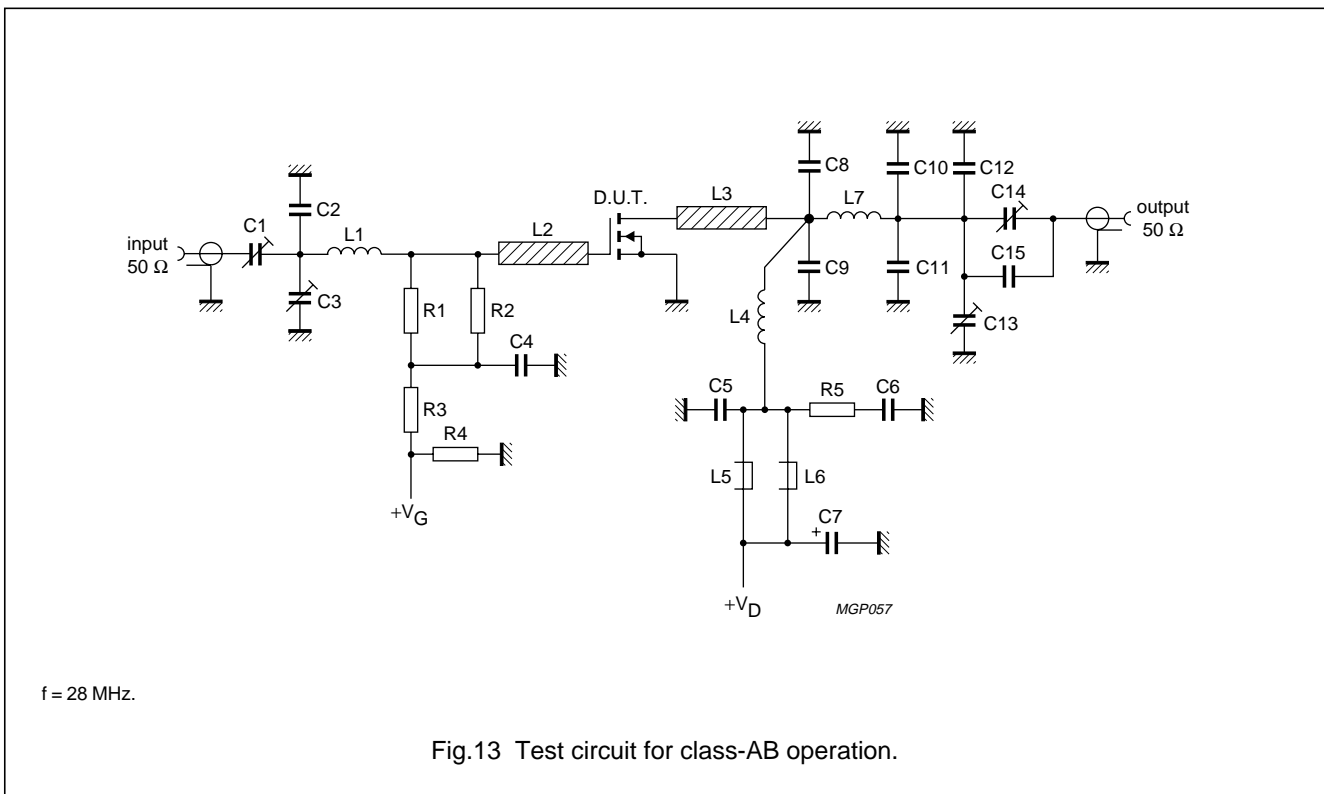 C8
C10
C12
L3
D.U.T.
L7
C14
output
50 Ω
C2
C1
L1
L2
input
50 Ω
C15
C9
C11
C3
R1
R2
L4
C13
C4
C5
R5
C6
R3
R4
L5
L6
+VG
C7
+
+VD
MGP057
f = 28 MHz.
Fig.13 Test circuit for class-AB operation.